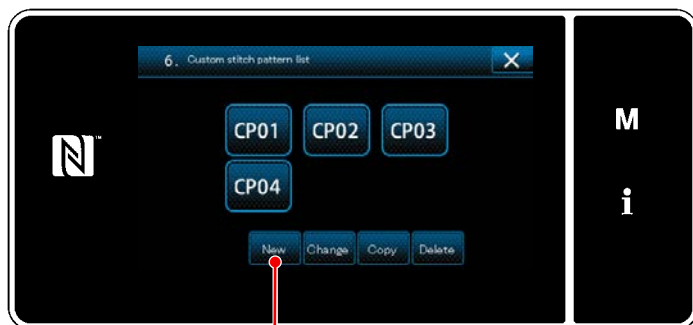 6. Custom stitch pattern list
CP01 CP02 CP03
CP04
New Change Copy Delete
M
i